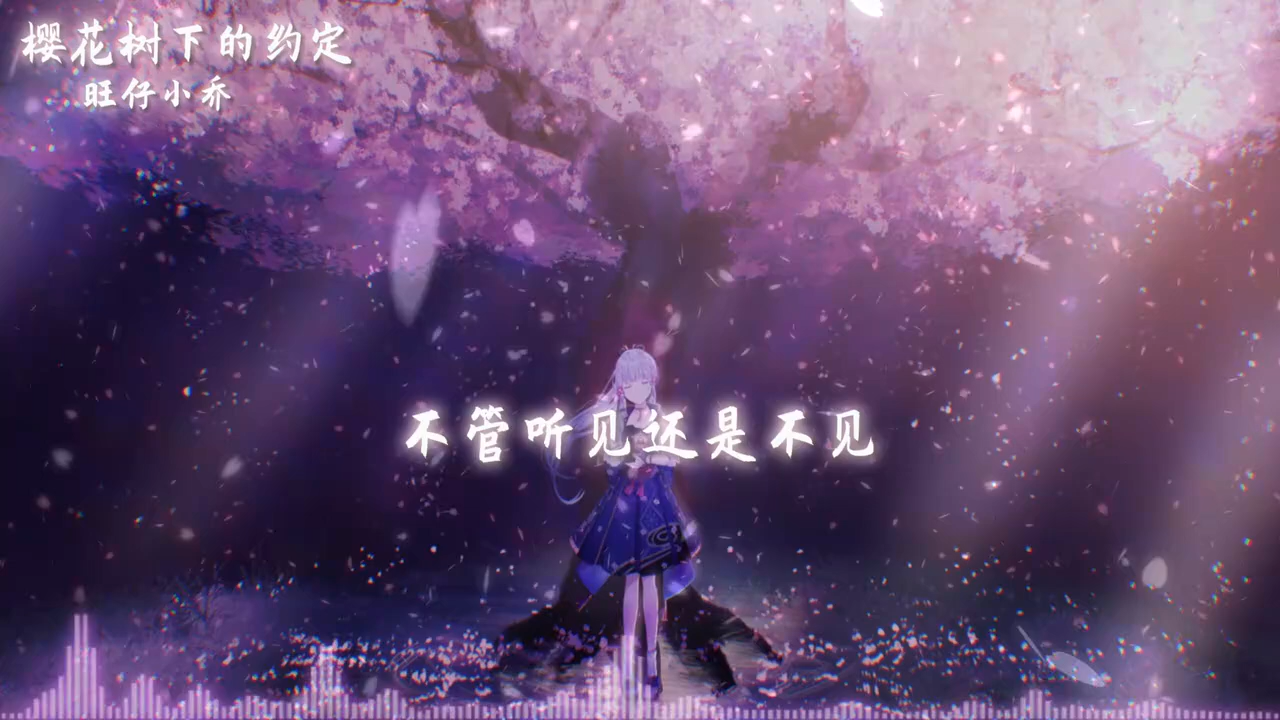 樱花树下的约定
旺仔小乔
不管听见还是不见